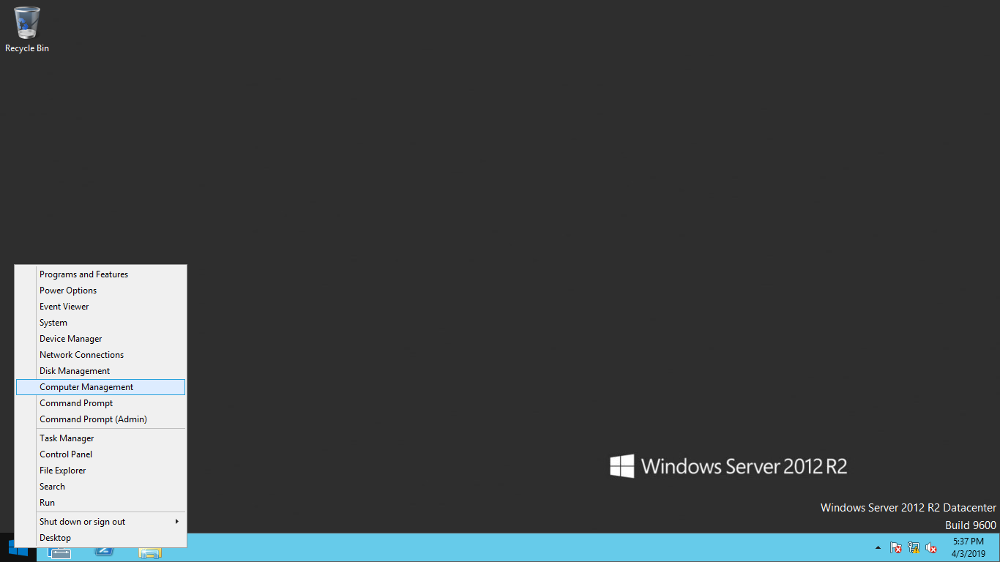 Recycle Bin
Programs and Features
Power Options
Event Viewer
System
Device Manager
Network Connections
Disk Management
Computer Management
Command Prompt
Command Prompt (Admin)
Task Manager
Control Panel
File Explorer
Search
Run
Shut down or sign out
Desktop
Windows Server 2012 R2
Windows Server 2012 R2 Datacenter
Build 9600
5:37 PM
4/3/2019